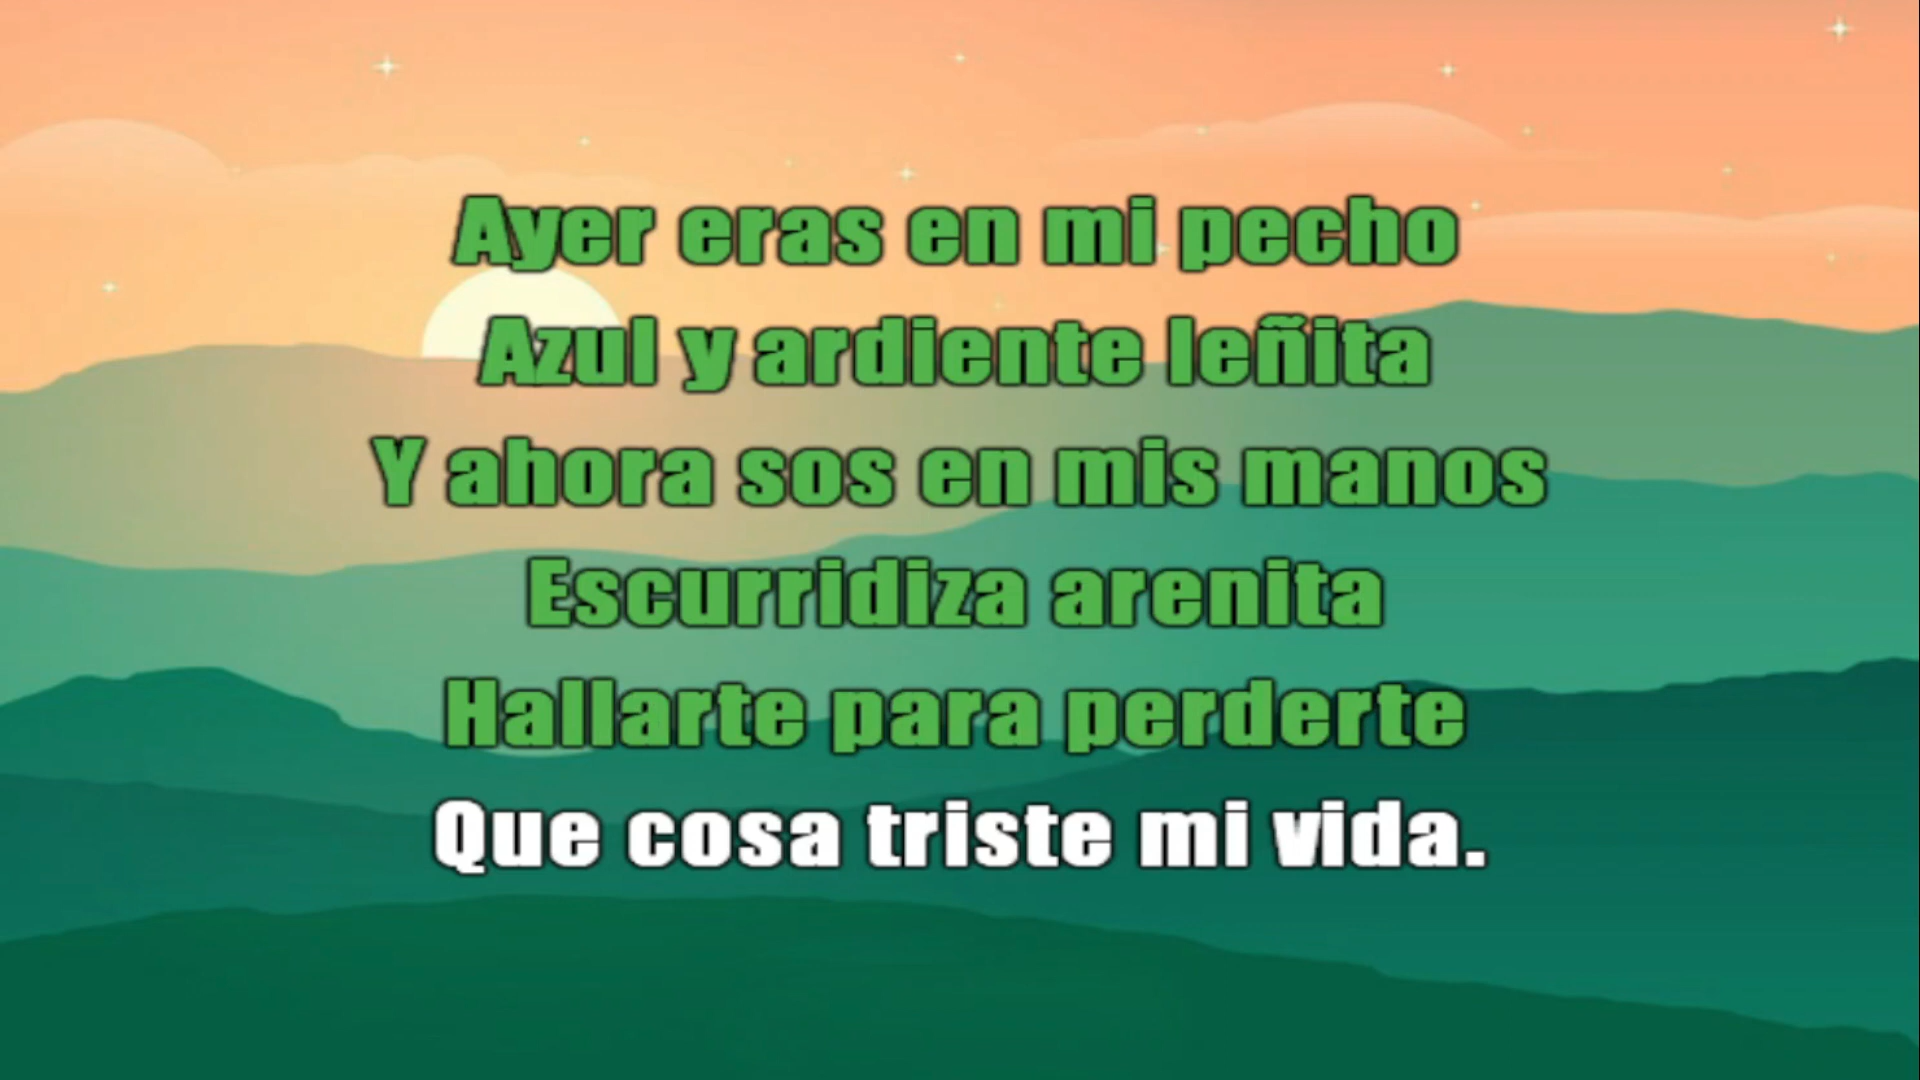 Ayer eras en mi pecho
Azul y ardiente leñita
Y ahora sos en mis manos
Escurridiza arenita
Hallarte para perderte
Que cosa triste mi vida.